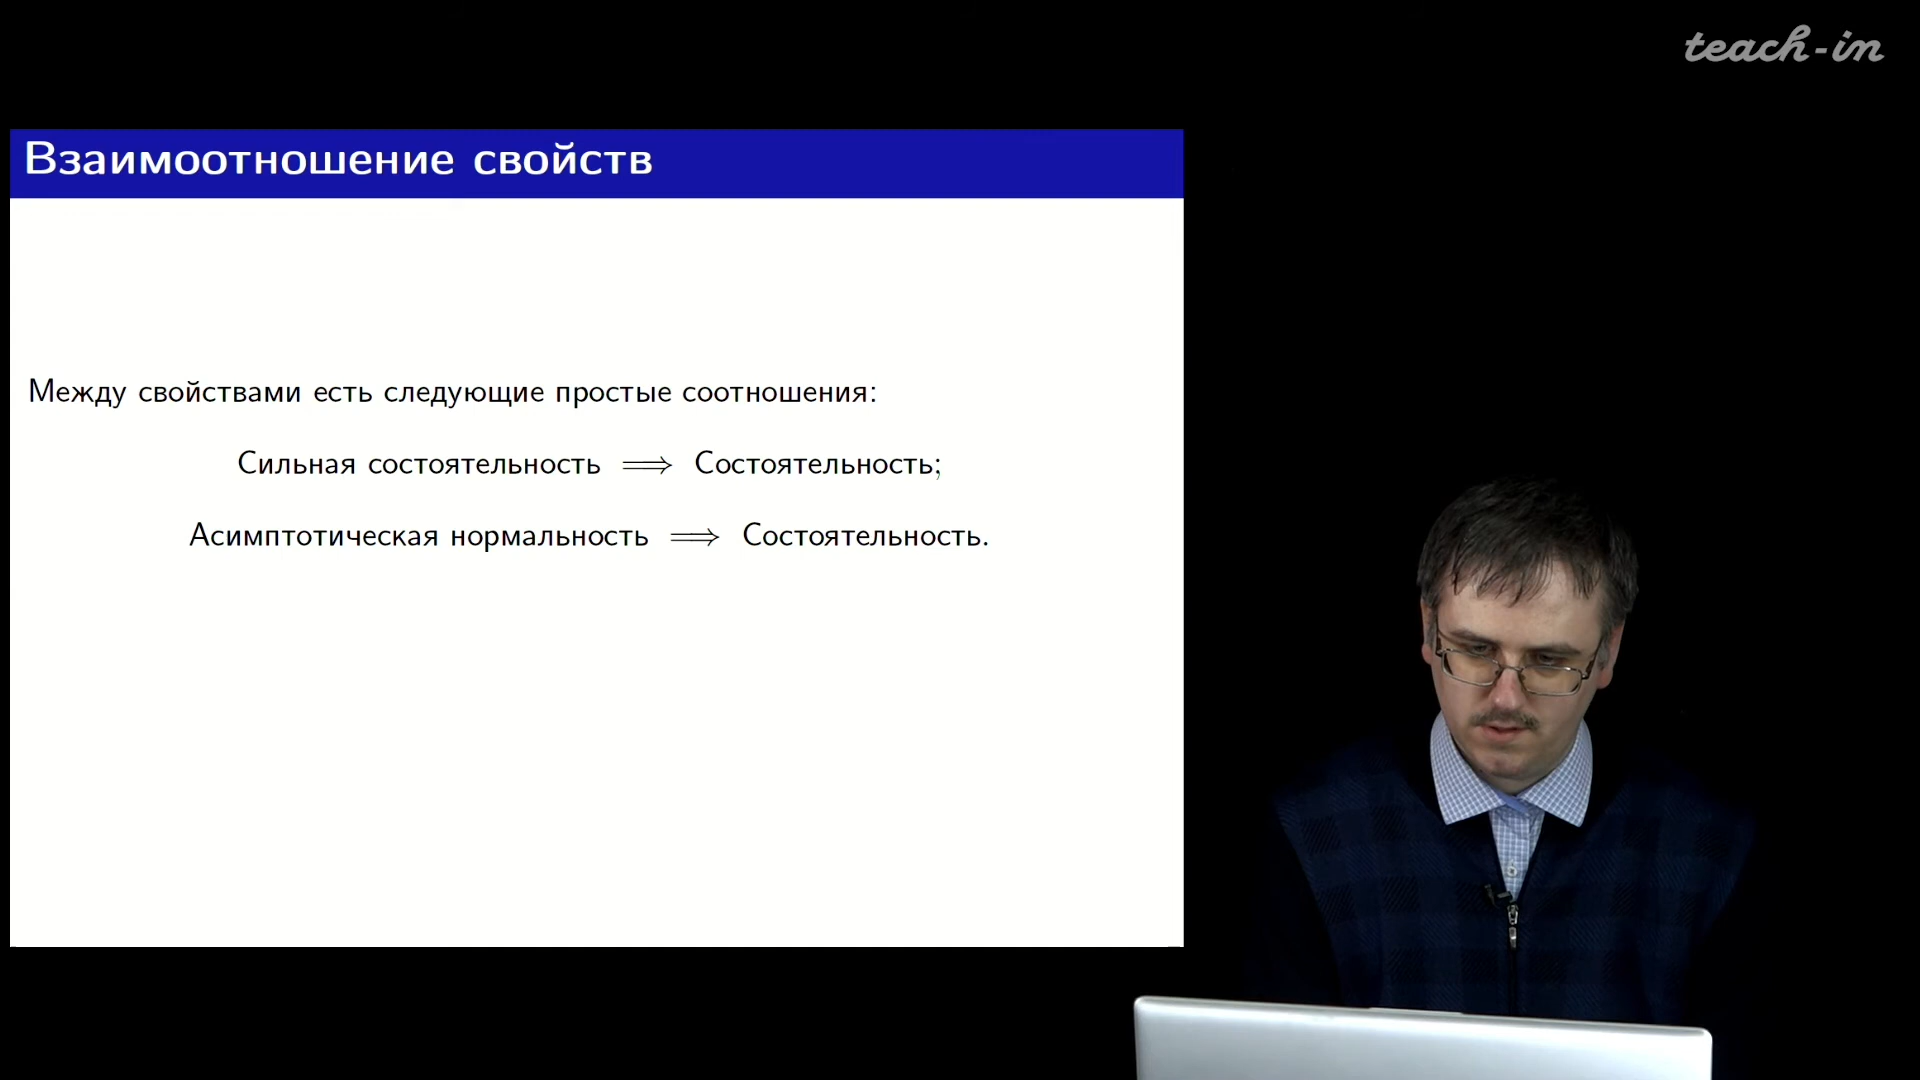 teach-in
Взаимоотношение свойств
Между свойствами есть следующие простые соотношения:
Сильная состоятельность ⟹ Состоятельность;
Асимптотическая нормальность ⟹ Состоятельность.